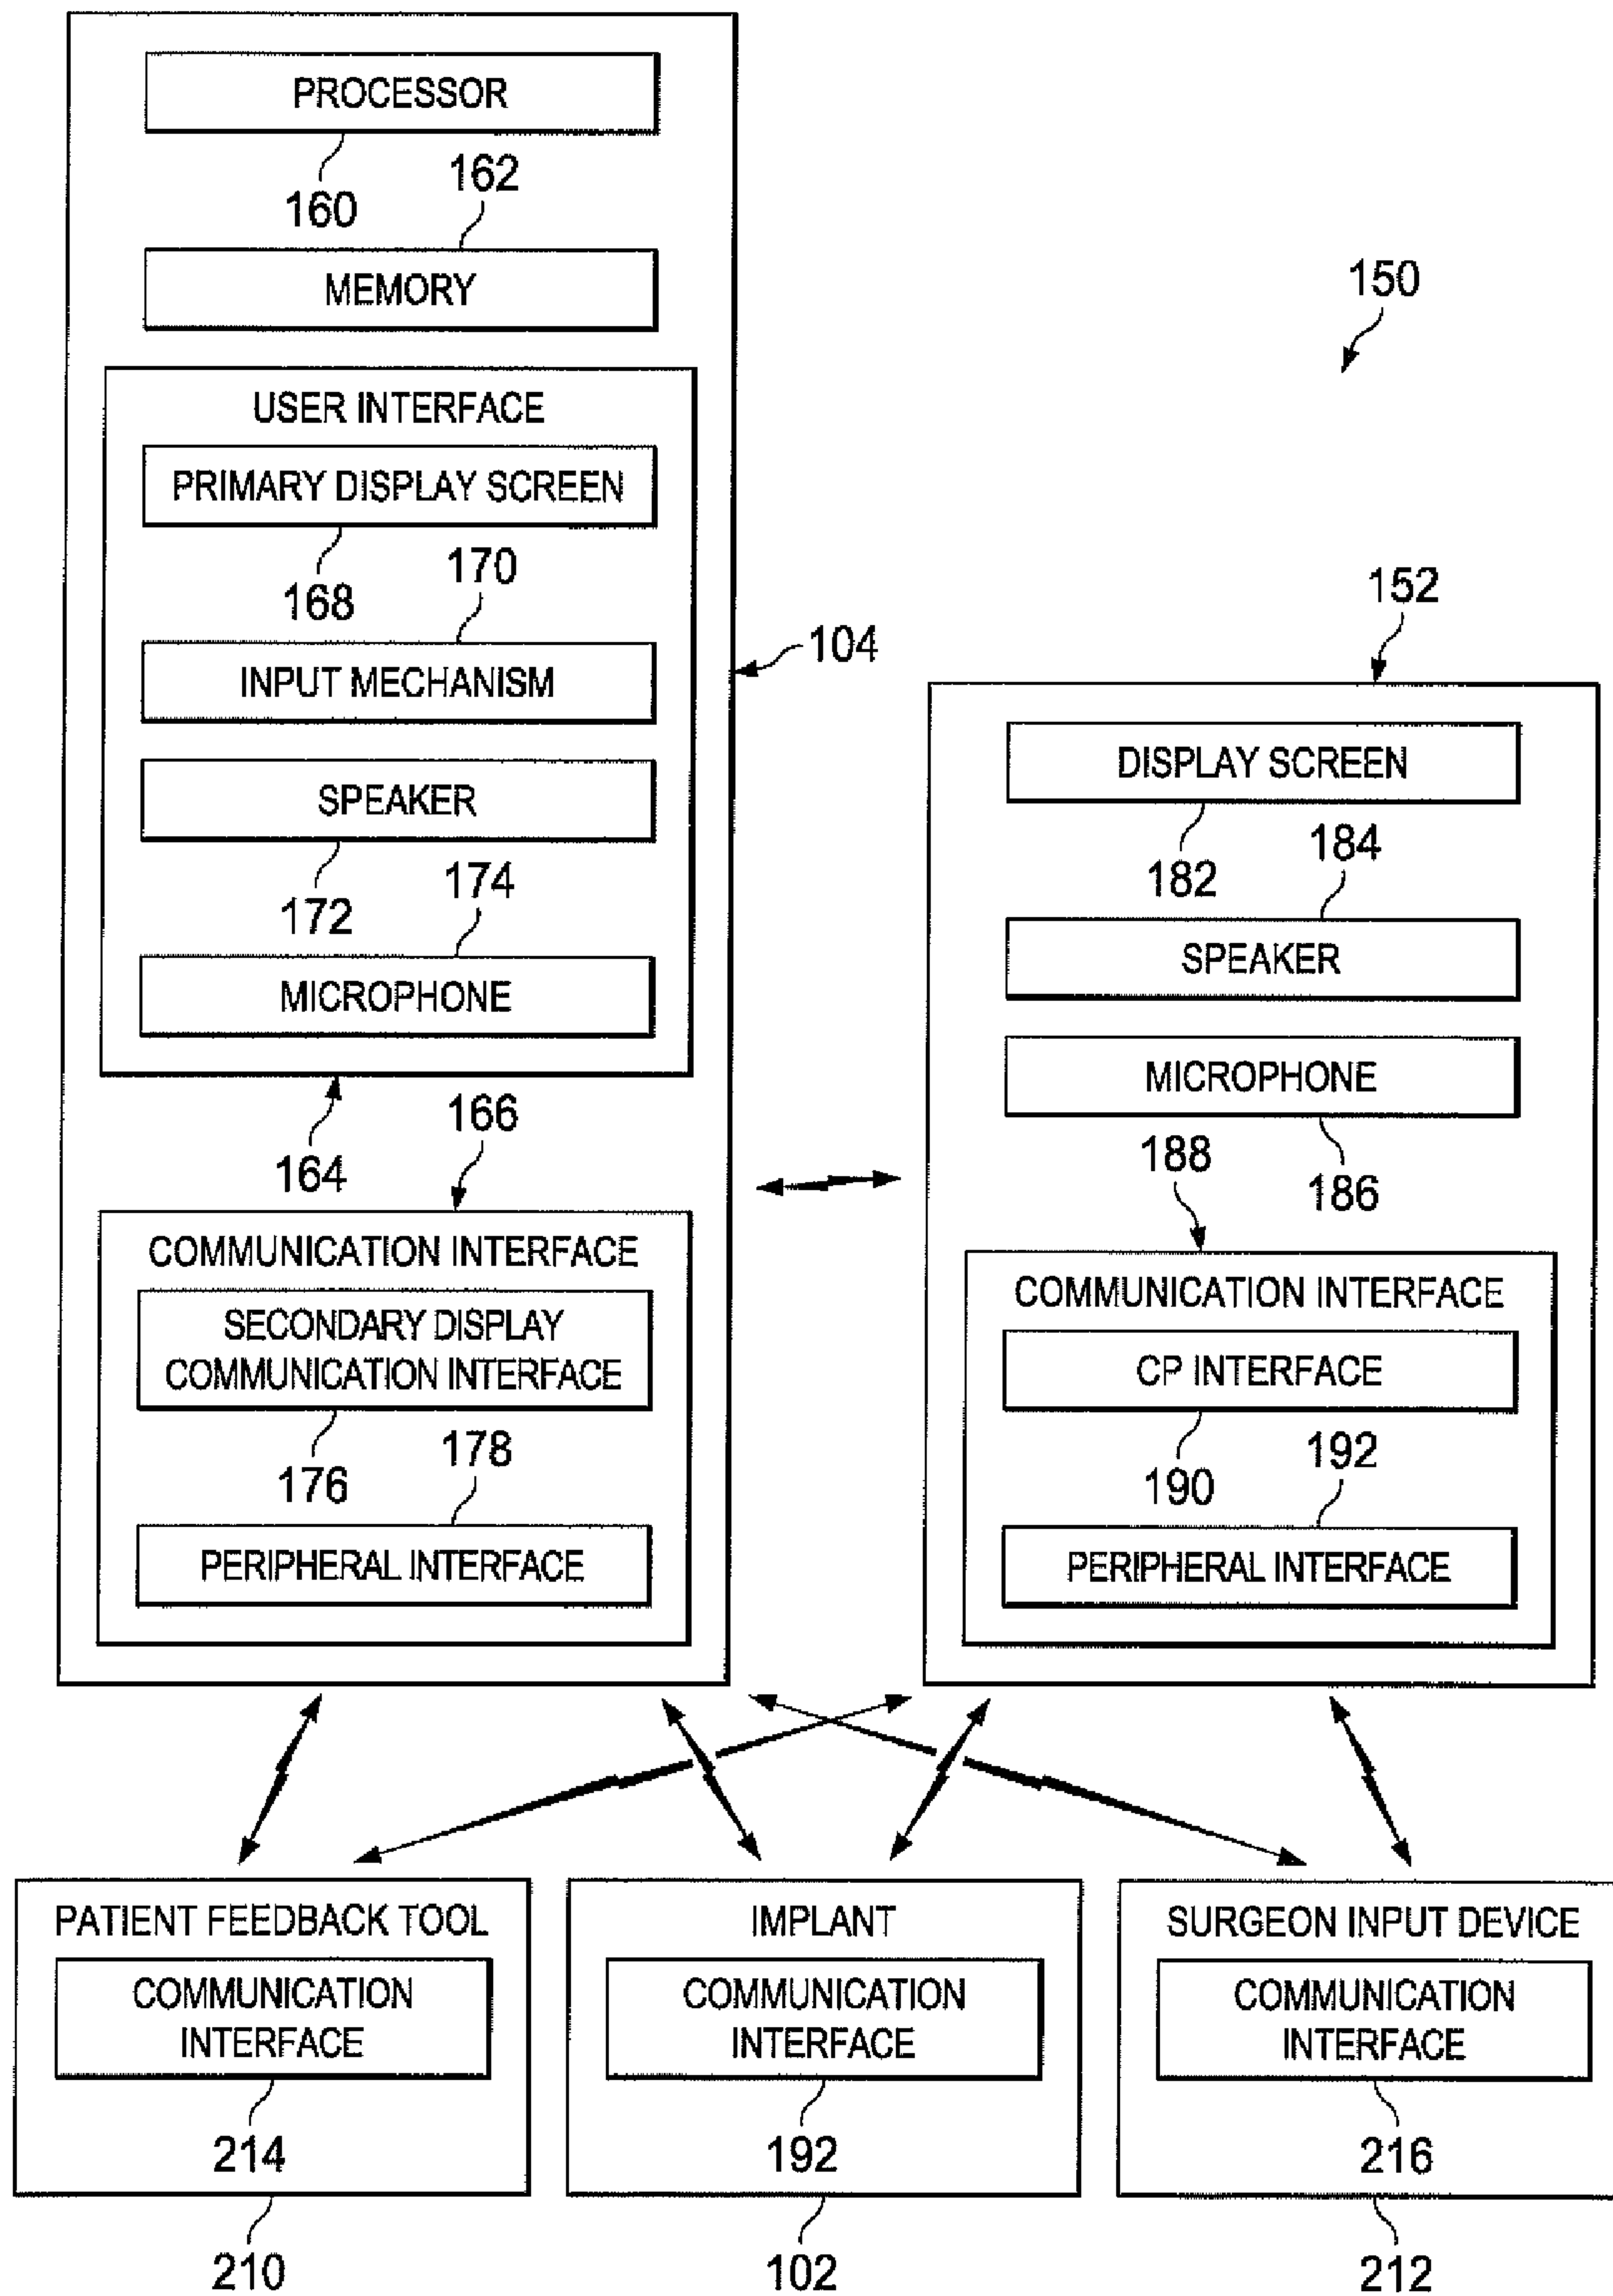 PROCESSOR
160
162
MEMORY
USER INTERFACE
PRIMARY DISPLAY SCREEN
168
170
INPUT MECHANISM
SPEAKER
172
174
MICROPHONE
164
166
COMMUNICATION INTERFACE
SECONDARY DISPLAY
COMMUNICATION INTERFACE
176
178
PERIPHERAL INTERFACE
104
150
152
DISPLAY SCREEN
182
184
SPEAKER
MICROPHONE
186
188
COMMUNICATION INTERFACE
CP INTERFACE
190
192
PERIPHERAL INTERFACE
PATIENT FEEDBACK TOOL
COMMUNICATION
INTERFACE
214
210
IMPLANT
COMMUNICATION
INTERFACE
192
102
SURGEON INPUT DEVICE
COMMUNICATION
INTERFACE
216
212